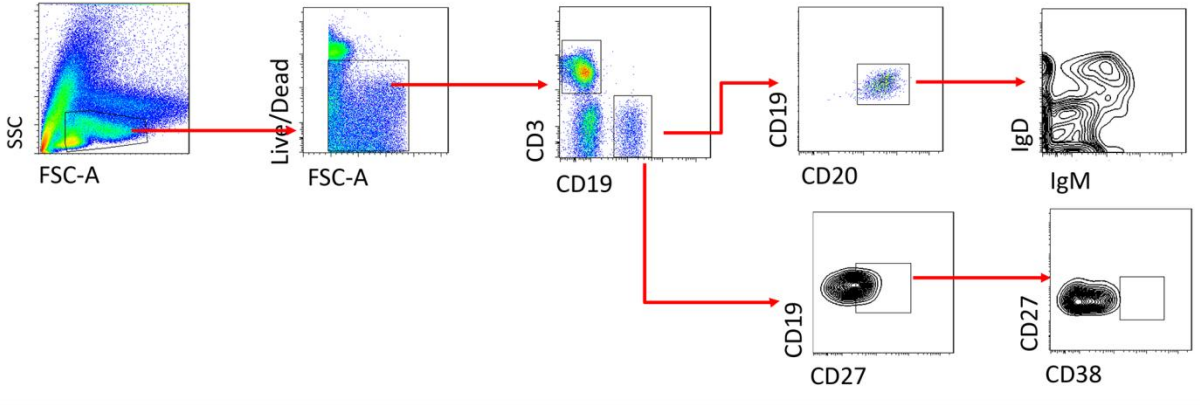 SSC
FSC-A
Live/Dead
FSC-A
CD3
CD19
CD19
CD20
IgD
IgM
CD19
CD27
CD27
CD38